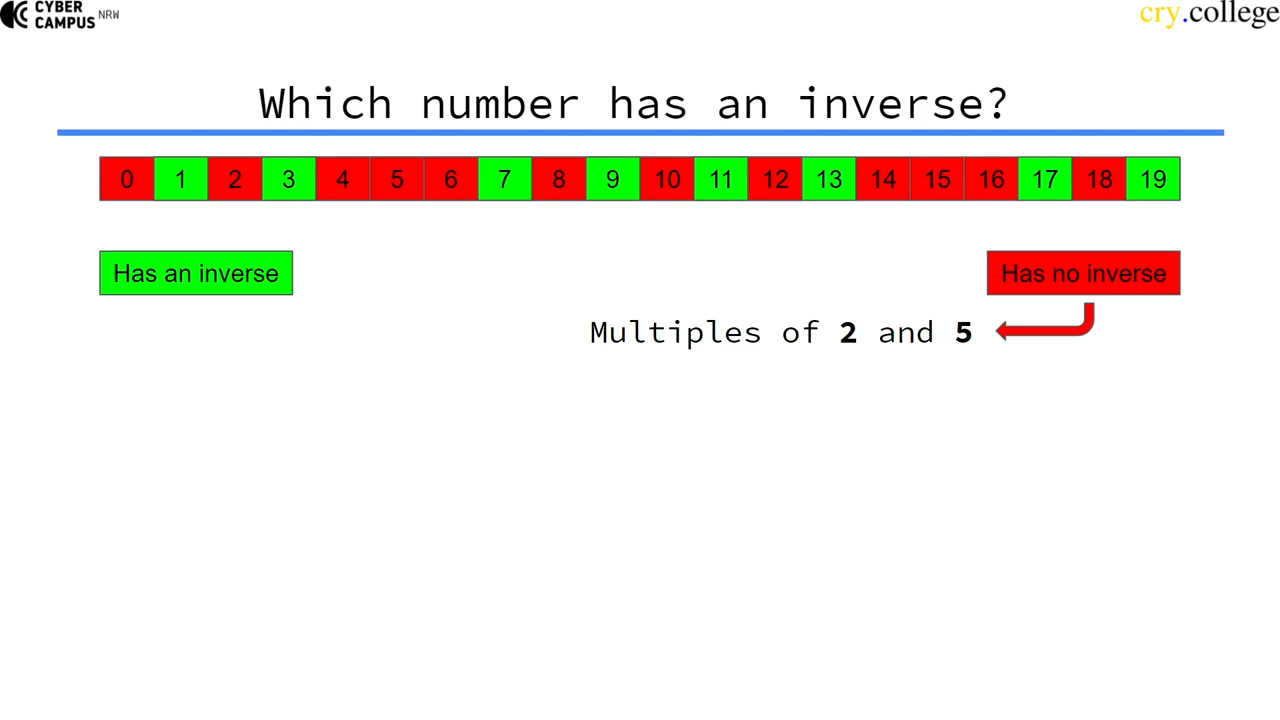 CYBER
CAMPUS NRW
cry.college
Which number has an inverse?
0 1 2 3 4 5 6 7 8 9 10 11 12 13 14 15 16 17 18 19
Has an inverse
Has no inverse
Multiples of 2 and 5